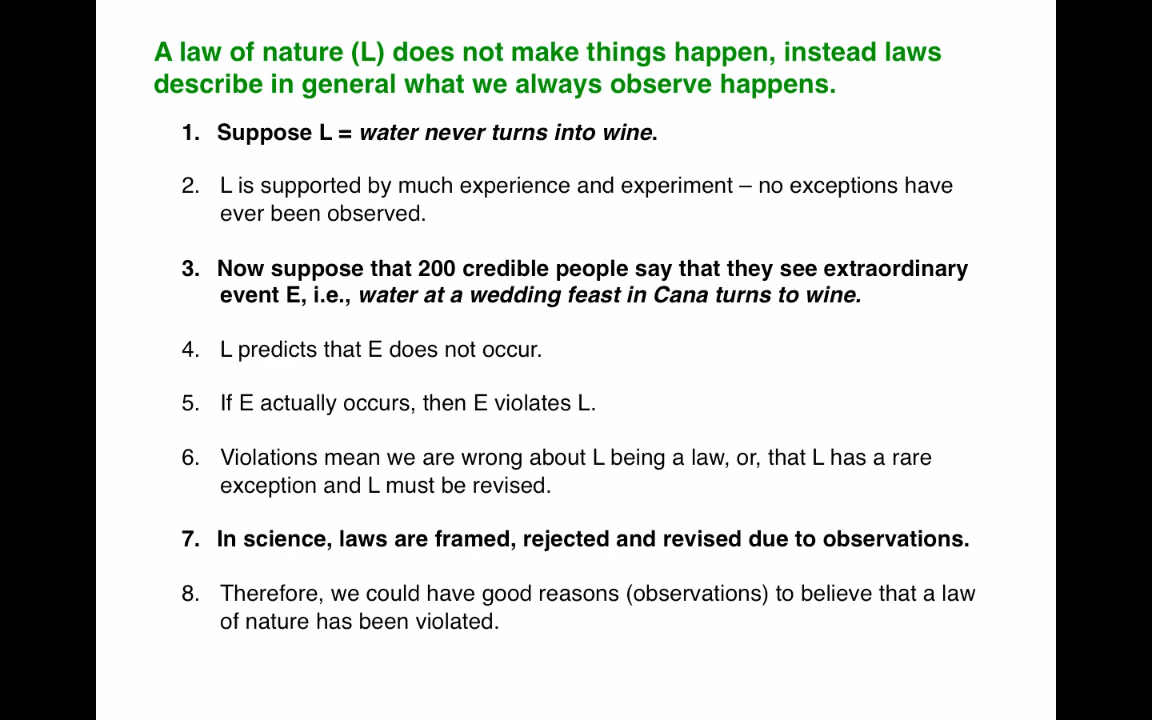 A law of nature (L) does not make things happen, instead laws
describe in general what we always observe happens.
1. Suppose L = water never turns into wine.
2. L is supported by much experience and experiment – no exceptions have
ever been observed.
3. Now suppose that 200 credible people say that they see extraordinary
event E, i.e., water at a wedding feast in Cana turns to wine.
4. L predicts that E does not occur.
5. If E actually occurs, then E violates L.
6. Violations mean we are wrong about L being a law, or, that L has a rare
exception and L must be revised.
7. In science, laws are framed, rejected and revised due to observations.
8. Therefore, we could have good reasons (observations) to believe that a law
of nature has been violated.